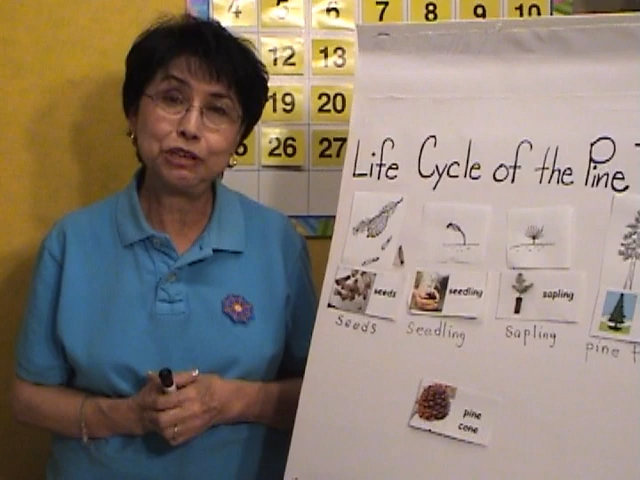 4 5 6 7 8 9 10
12 13
19 20
26 27
Life Cycle of the Pine
seeds seedling sapling
seeds Seedling Sapling pine
pine
cone